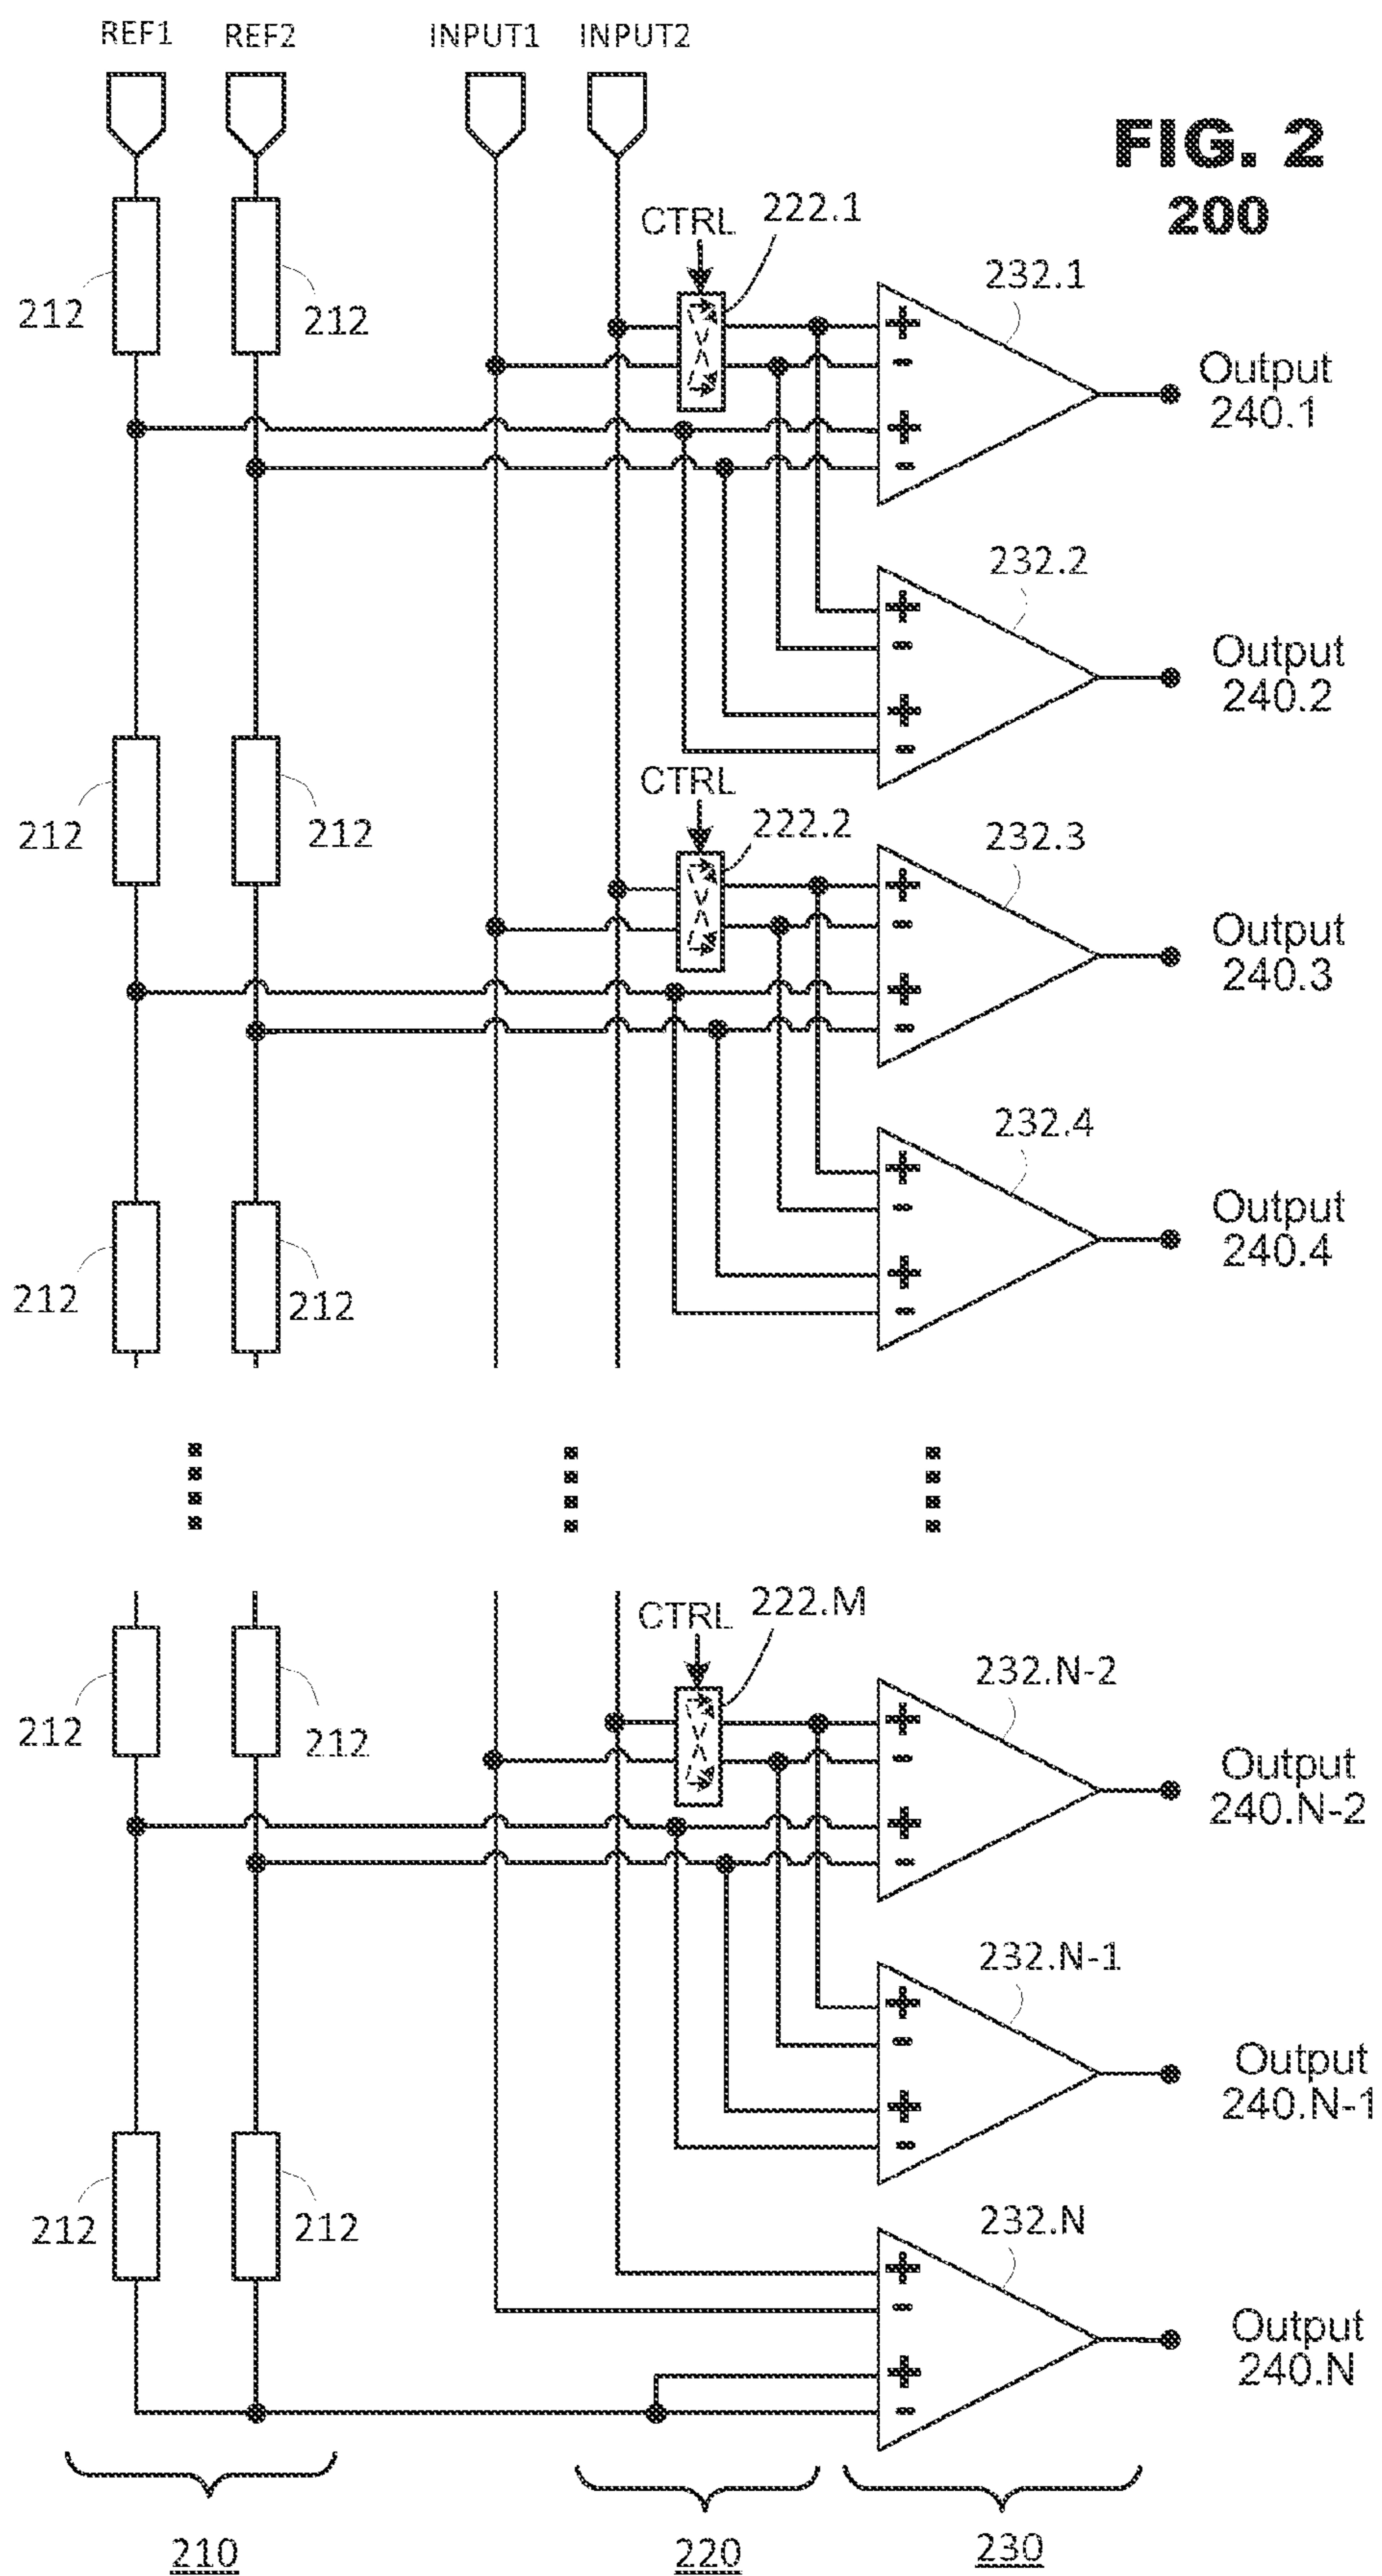 REF1 REF2 INPUT1 INPUT2
FIG. 2
200
CTRL 222.1
232.1
212 212
+
-
Output
240.1
+
-
232.2
+
-
Output
240.2
+
-
CTRL
222.2 232.3
212 212
+
-
Output
240.3
+
-
232.4
+
-
Output
240.4
+
-
212 212
CTRL 222.M
232.N-2
212 212
+
-
Output
240.N-2
+
-
232.N-1
+
-
Output
240.N-1
+
-
212 212
232.N
+
-
Output
240.N
+
-
210 220 230